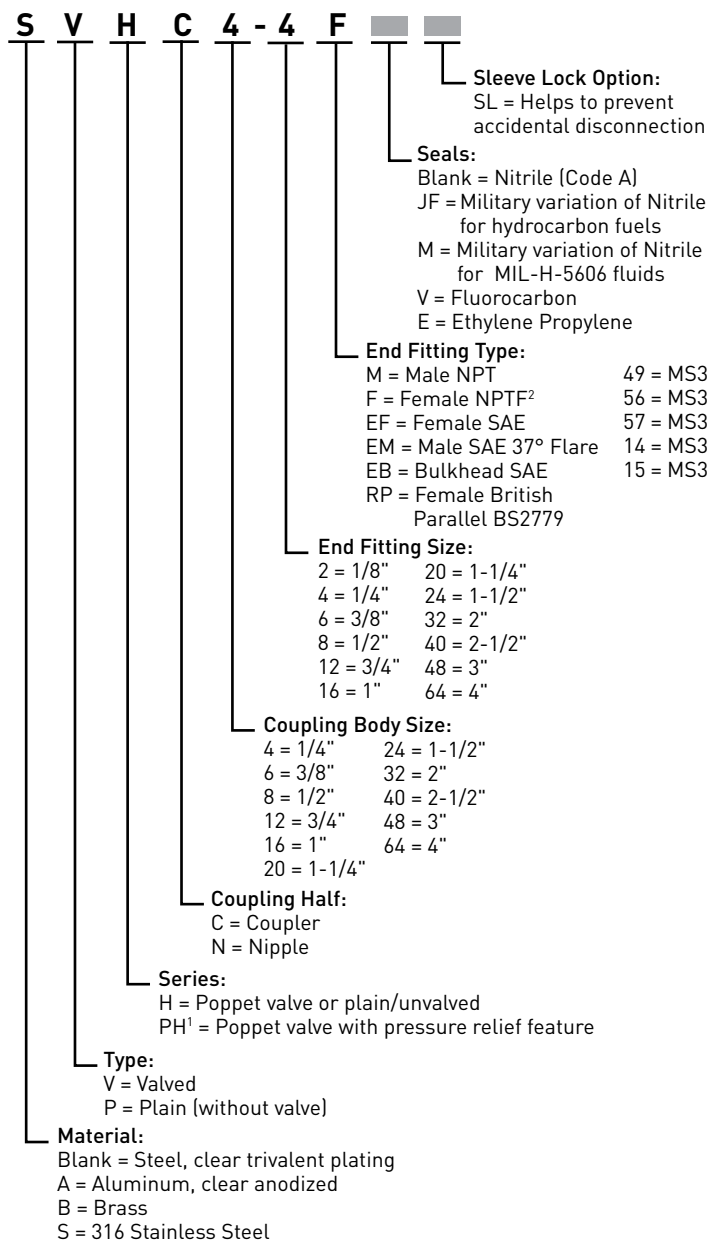 S V H C 4 - 4 F
Sleeve Lock Option:
SL = Helps to prevent
accidental disconnection
Seals:
Blank = Nitrile (Code A)
JF = Military variation of Nitrile
for hydrocarbon fuels
M = Military variation of Nitrile
for MIL-H-5606 fluids
V = Fluorocarbon
E = Ethylene Propylene
End Fitting Type:
M = Male NPT 49 = MS3
F = Female NPTF² 56 = MS3
EF = Female SAE 57 = MS3
EM = Male SAE 37° Flare 14 = MS3
EB = Bulkhead SAE 15 = MS3
RP = Female British
Parallel BS2779
End Fitting Size:
2 = 1/8" 20 = 1-1/4"
4 = 1/4" 24 = 1-1/2"
6 = 3/8" 32 = 2"
8 = 1/2" 40 = 2-1/2"
12 = 3/4" 48 = 3"
16 = 1" 64 = 4"
Coupling Body Size:
4 = 1/4" 24 = 1-1/2"
6 = 3/8" 32 = 2"
8 = 1/2" 40 = 2-1/2"
12 = 3/4" 48 = 3"
16 = 1" 64 = 4"
20 = 1-1/4"
Coupling Half:
C = Coupler
N = Nipple
Series:
H = Poppet valve or plain/unvalved
PH¹ = Poppet valve with pressure relief feature
Type:
V = Valved
P = Plain (without valve)
Material:
Blank = Steel, clear trivalent plating
A = Aluminum, clear anodized
B = Brass
S = 316 Stainless Steel